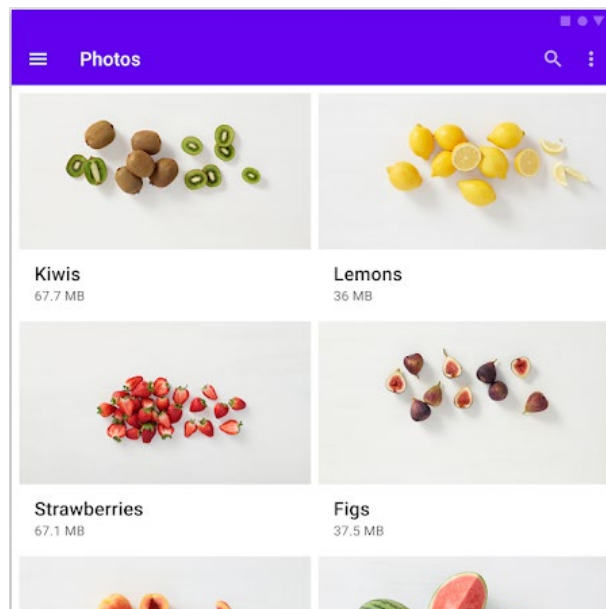 Photos
Kiwis
67.7 MB
Lemons
36 MB
Strawberries
67.1 MB
Figs
37.5 MB